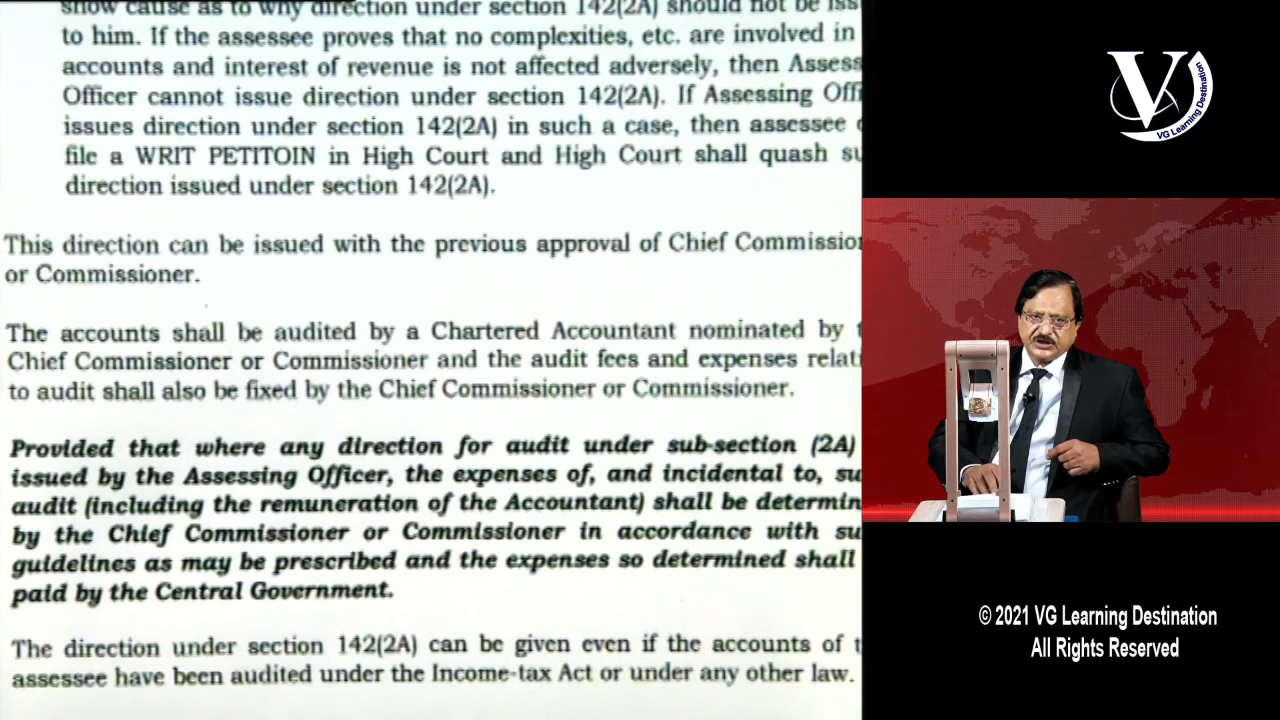 show cause as to why direction under section 142(2A) should not be iss
to him. If the assessee proves that no complexities, etc. are involved in
accounts and interest of revenue is not affected adversely, then Assess
Officer cannot issue direction under section 142(2A). If Assessing Offi
issues direction under section 142(2A) in such a case, then assessee
file a WRIT PETITOIN in High Court and High Court shall quash su
direction issued under section 142(2A).
This direction can be issued with the previous approval of Chief Commission
or Commissioner.
The accounts shall be audited by a Chartered Accountant nominated by t
Chief Commissioner or Commissioner and the audit fees and expenses relati
to audit shall also be fixed by the Chief Commissioner or Commissioner.
Provided that where any direction for audit under sub-section (2A)
issued by the Assessing Officer, the expenses of, and incidental to, su
audit (including the remuneration of the Accountant) shall be determin
by the Chief Commissioner or Commissioner in accordance with su
guidelines as may be prescribed and the expenses so determined shall
paid by the Central Government.
The direction under section 142(2A) can be given even if the accounts of t
assessee have been audited under the Income-tax Act or under any other law.
V
VG Learning Destination
© 2021 VG Learning Destination
All Rights Reserved